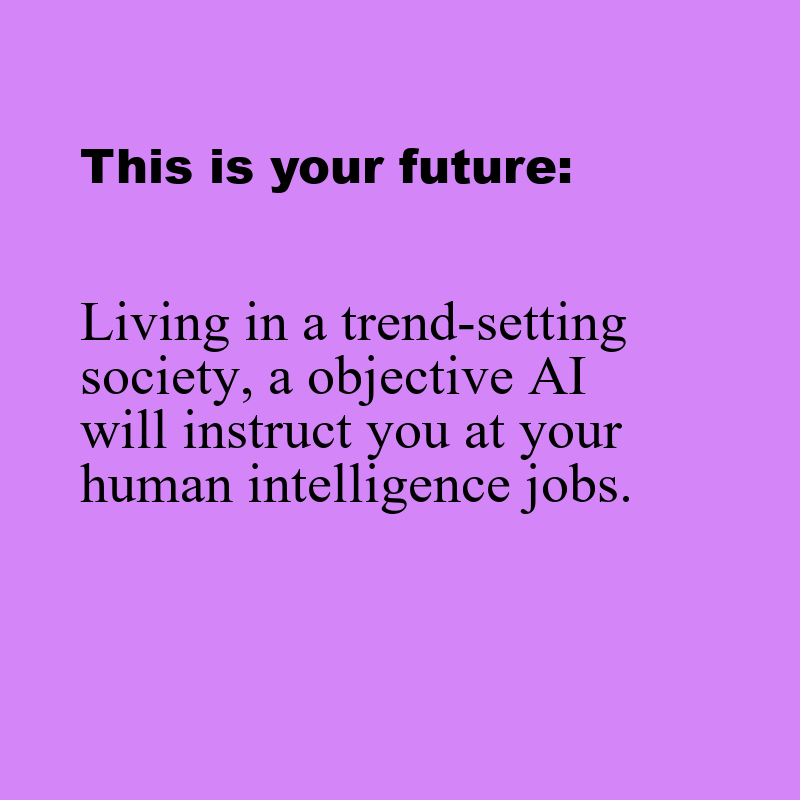 This is your future:
Living in a trend-setting
society, a objective AI
will instruct you at your
human intelligence jobs.